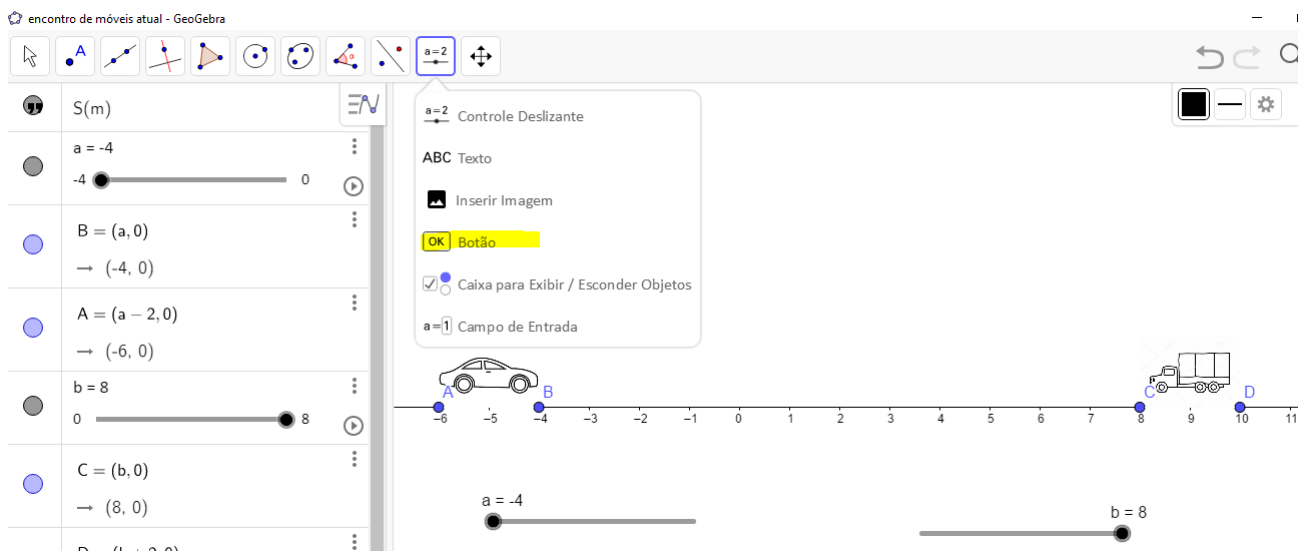 encontro de móveis atual - GeoGebra
A
a=2
S(m)
a = -4
-4 0
B = (a, 0)
→ (-4, 0)
A = (a − 2, 0)
→ (-6, 0)
b = 8
0 8
C = (b, 0)
→ (8, 0)
a=2 Controle Deslizante
ABC Texto
Inserir Imagem
OK Botão
Caixa para Exibir / Esconder Objetos
a=1 Campo de Entrada
A B C D
-6 -5 -4 -3 -2 -1 0 1 2 3 4 5 6 7 8 9 10 11
a = -4
b = 8